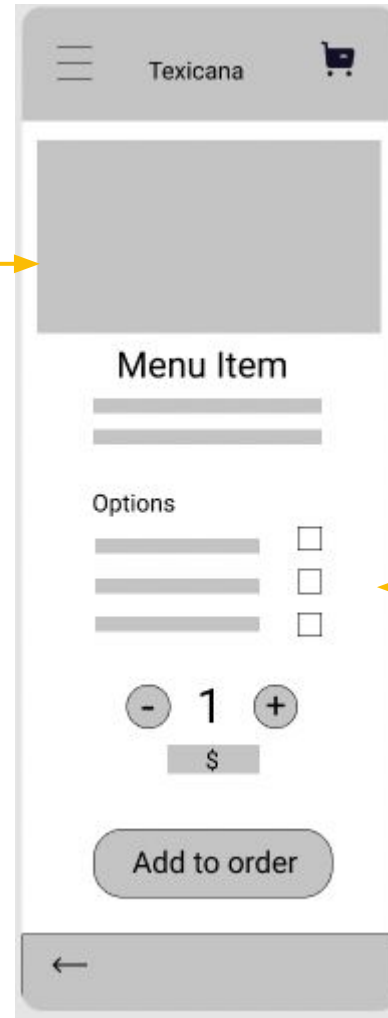 Texicana
Menu Item
Options
- 1 +
$
Add to order